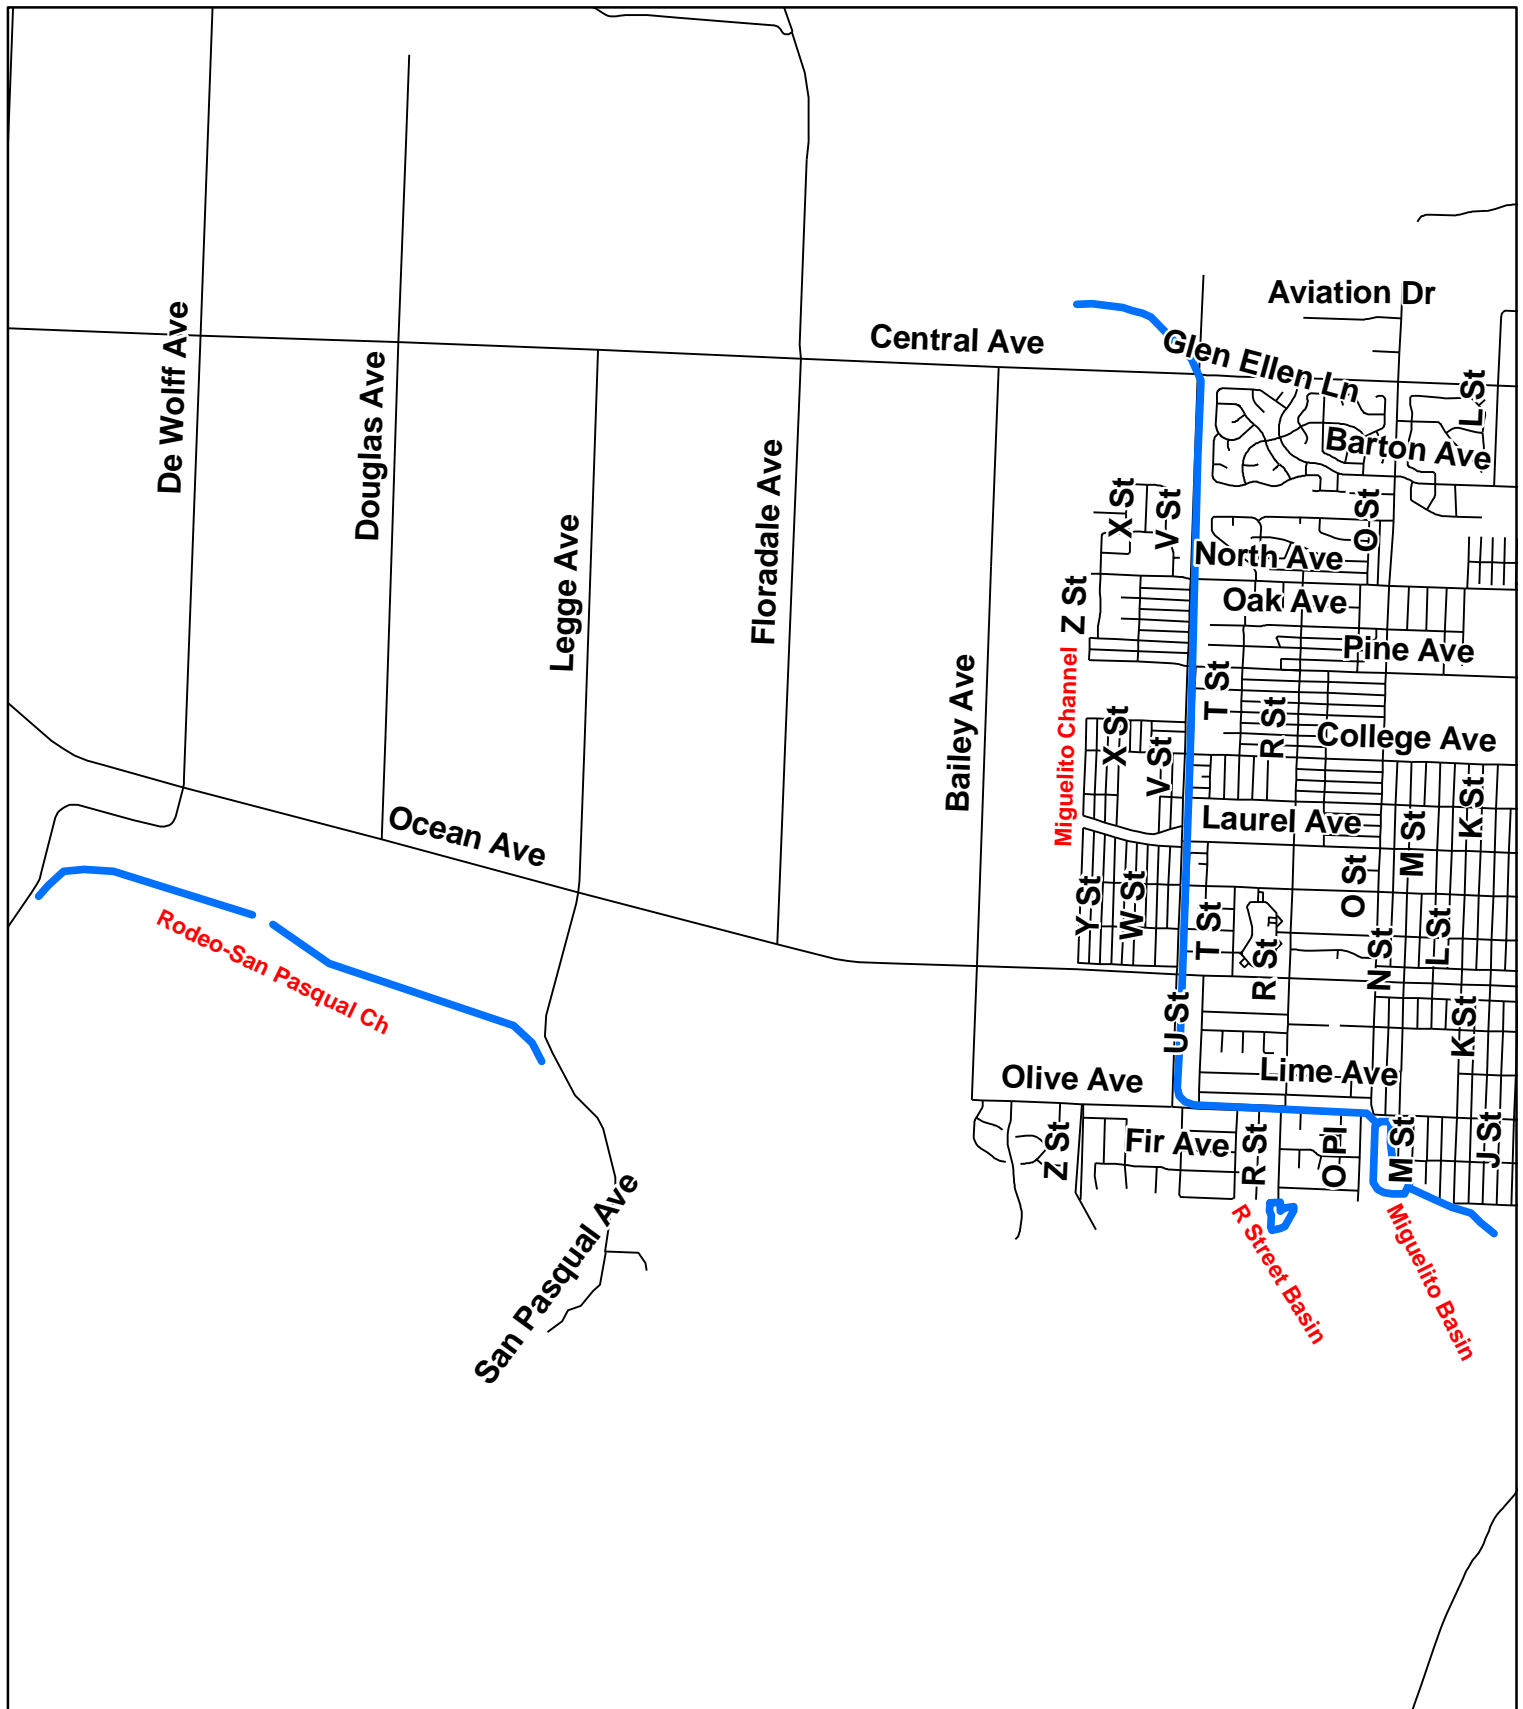 Aviation Dr
Central Ave
Glen Ellen Ln
De Wolff Ave
Douglas Ave
L St
Barton Ave
Floradale Ave
X St
V St
O St
Legge Ave
North Ave
Z St
Oak Ave
Pine Ave
Bailey Ave
Miguelito Channel
T St
R St
X St
V St
College Ave
K St
Ocean Ave
Laurel Ave
M St
O St
Y St
W St
T St
R St
N St
L St
Rodeo-San Pasqual Ch
U St
K St
Olive Ave
Lime Ave
Z St
Fir Ave
R St
O Pl
M St
J St
San Pasqual Ave
R Street Basin
Miguelito Basin